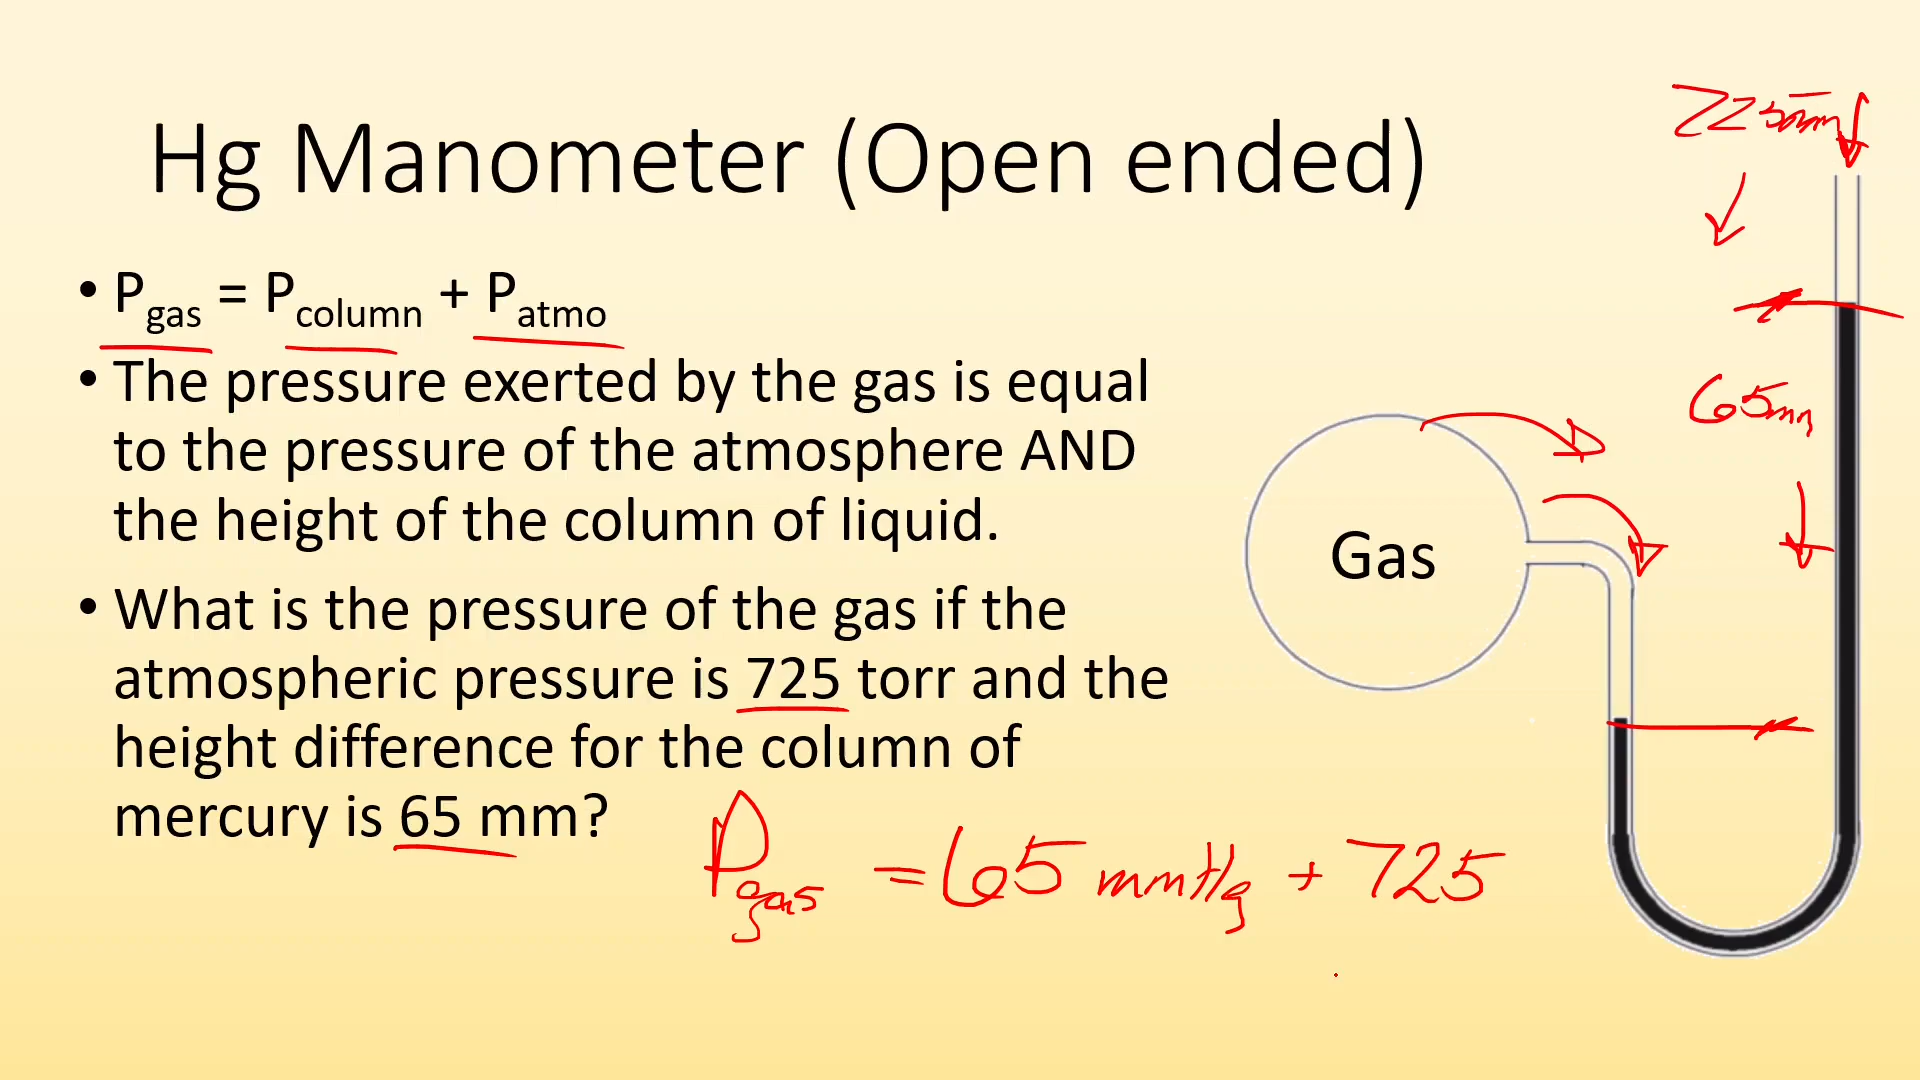 Hg Manometer (Open ended)
• Pgas = Pcolumn + Patmo
• The pressure exerted by the gas is equal
to the pressure of the atmosphere AND
the height of the column of liquid.
• What is the pressure of the gas if the
atmospheric pressure is 725 torr and the
height difference for the column of
mercury is 65 mm?
Pgas = 65 mmHg + 725
725mm
65mm
Gas